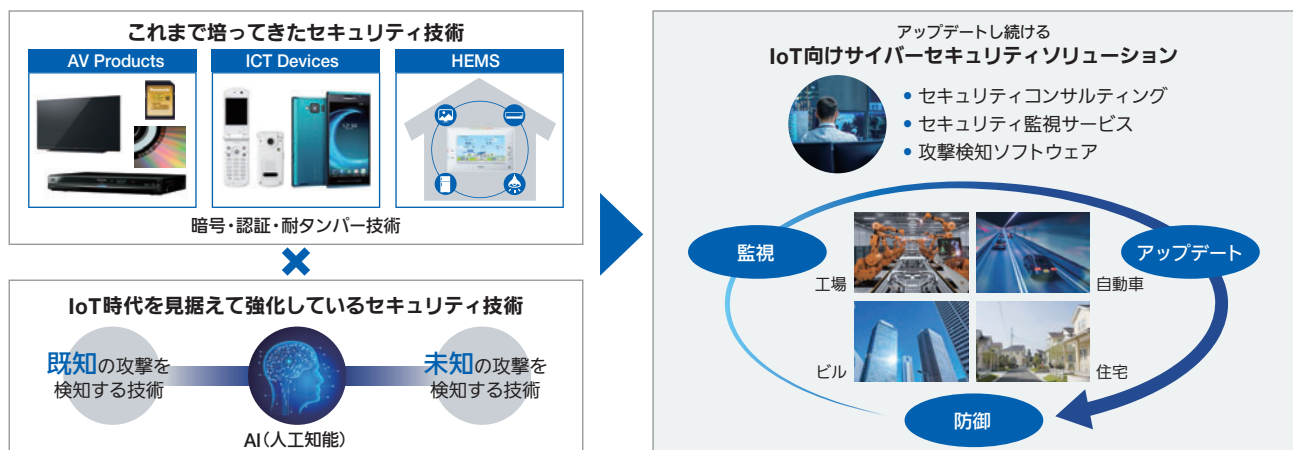 これまで培ってきたセキュリティ技術
AV Products
ICT Devices
HEMS
Panasonic
暗号・認証・耐タンパー技術
IoT時代を見据えて強化しているセキュリティ技術
既知の攻撃を
検知する技術
AI（人工知能）
未知の攻撃を
検知する技術
アップデートし続ける
IoT向けサイバーセキュリティソリューション
• セキュリティコンサルティング
• セキュリティ監視サービス
• 攻撃検知ソフトウェア
監視
アップデート
工場
自動車
ビル
住宅
防御